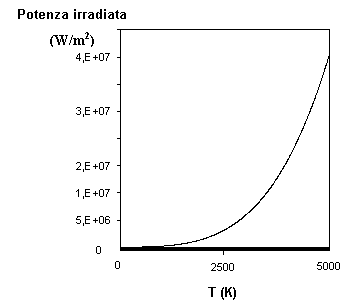 Potenza irradiata
(W/m²)
4,E+07
3,E+07
2,E+07
1,E+07
5,E+06
0
0 2500 5000
T (K)